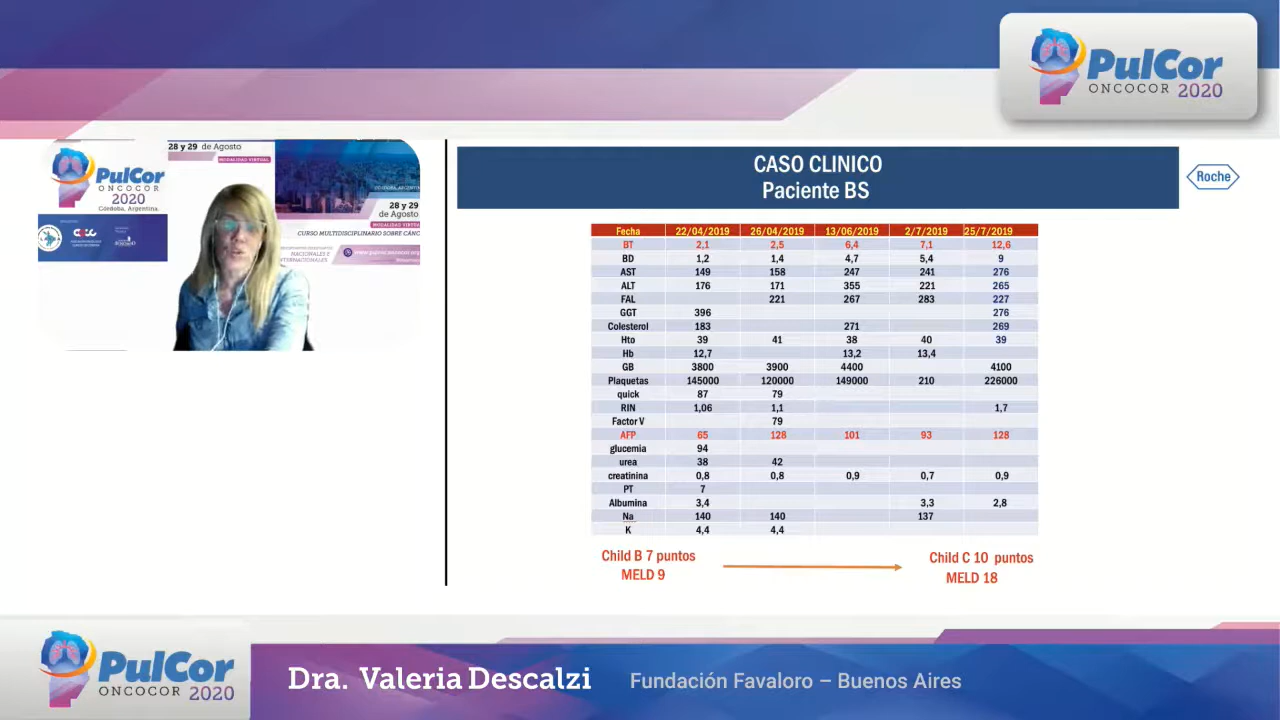 PulCor
ONCOCOR 2020
28 y 29 de Agosto
MODALIDAD VIRTUAL
PulCor
ONCOCOR
2020
Córdoba, Argentina.
28 y 29
de Agosto
MODALIDAD VIRTUAL
CURSO MULTIDISCIPLINARIO SOBRE CÁNC
NACIONALES E
CASO CLINICO
Paciente BS
Roche
Fecha 22/04/2019 26/04/2019 13/06/2019 2/7/2019 25/7/2019
BT 2,1 2,5 6,4 7,1 12,6
BD 1,2 1,4 4,7 5,4 9
AST 149 158 247 241 276
ALT 176 171 355 221 265
FAL 221 267 283 227
GGT 396 276
Colesterol 183 271 269
Hto 39 41 38 40 39
Hb 12,7 13,2 13,4
GB 3800 3900 4400 4100
Plaquetas 145000 120000 149000 210 226000
quick 87 79
RIN 1,06 1,1 1,7
Factor V 79
AFP 65 128 101 93 128
glucemia 94
urea 38 42
creatinina 0,8 0,8 0,9 0,7 0,9
PT 7
Albumina 3,4 3,3 2,8
Na 140 140 137
K 4,4 4,4
Child B 7 puntos
MELD 9
Child C 10 puntos
MELD 18
PulCor
ONCOCOR 2020
Dra. Valeria Descalzi
Fundación Favaloro – Buenos Aires